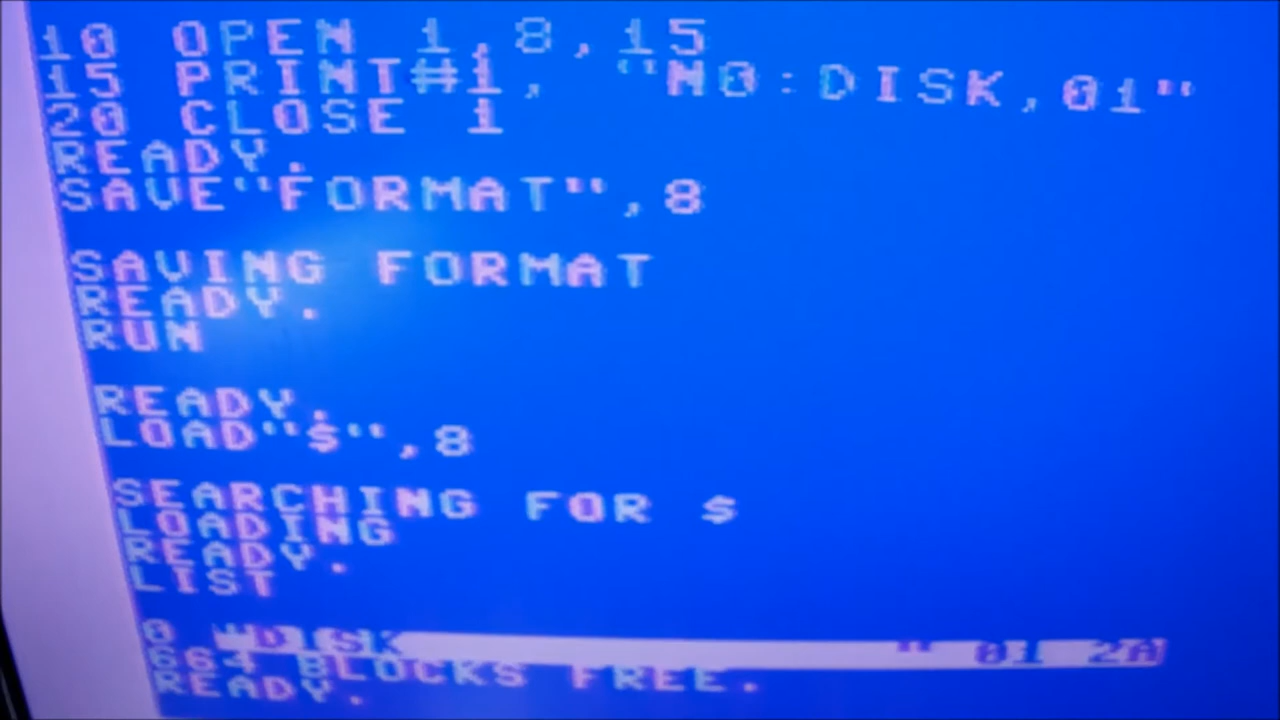 10 OPEN 1,8,15
15 PRINT#1, "N0:DISK,01"
20 CLOSE 1
READY.
SAVE"FORMAT",8
SAVING FORMAT
READY.
RUN
READY.
LOAD"$",8
SEARCHING FOR $
LOADING
READY.
LIST
0 "DISK " 01 2A
664 BLOCKS FREE.
READY.